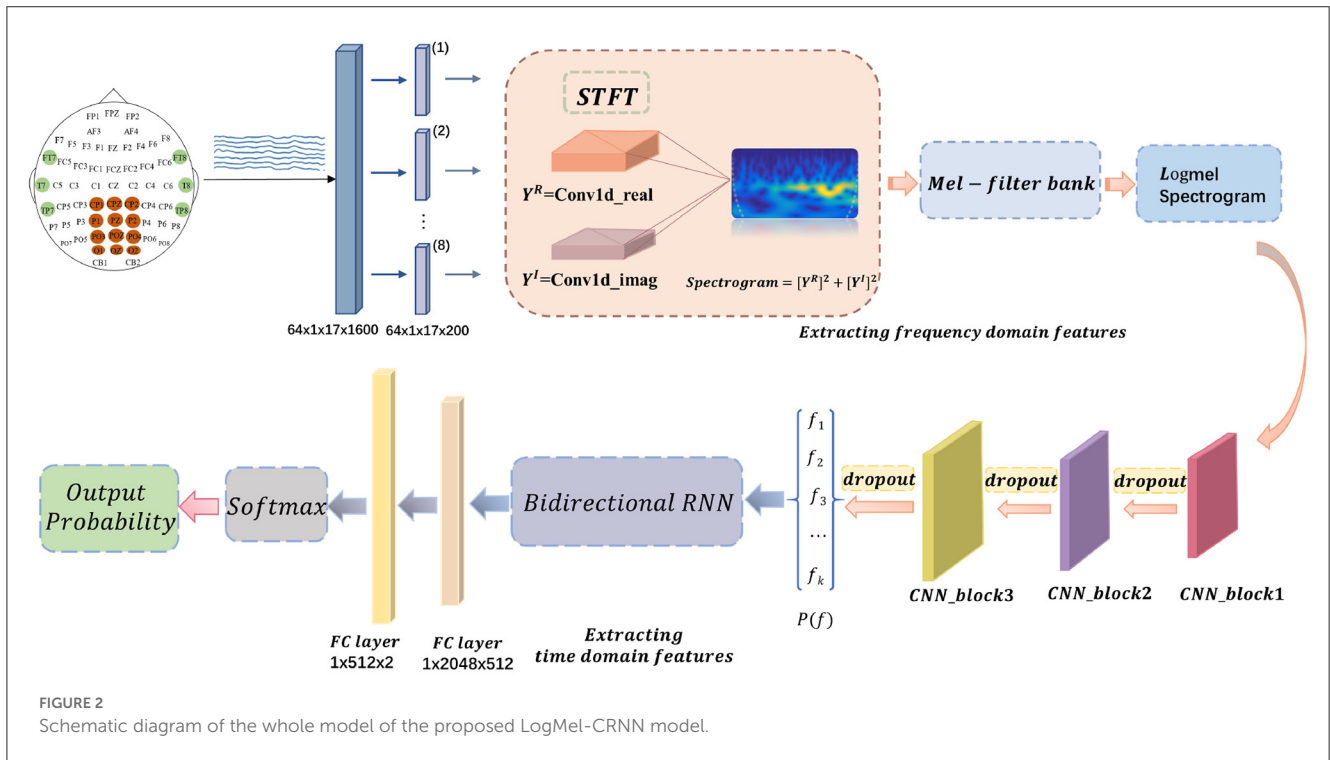 FP1 FPZ FP2
AF3 AF4
F7 F5 F3 F1 FZ F2 F4 F6 F8
FT7 FC5 FC3 FC1 FCZ FC2 FC4 FC6 FT8
T7 C5 C3 C1 CZ C2 C4 C6 T8
TP7 CP5 CP3 CP1 CPZ CP2 CP4 CP6 TP8
P7 P5 P3 P1 PZ P2 P4 P6 P8
PO7 PO5 PO3 POZ PO4 PO6 PO8
O1 OZ O2
CB1 CB2
64x1x17x1600
(1)
(2)
⋮
(8)
64x1x17x200
STFT
Y^R=Conv1d_real
Y^I=Conv1d_imag
Spectrogram = [Y^R]^2 + [Y^I]^2
Extracting frequency domain features
Mel − filter bank
Logmel
Spectrogram
CNN_block1
dropout
CNN_block2
dropout
CNN_block3
dropout
f_1
f_2
f_3
...
f_k
P(f)
Bidirectional RNN
Extracting
time domain features
FC layer
1x2048x512
FC layer
1x512x2
Softmax
Output
Probability
FIGURE 2
Schematic diagram of the whole model of the proposed LogMel-CRNN model.